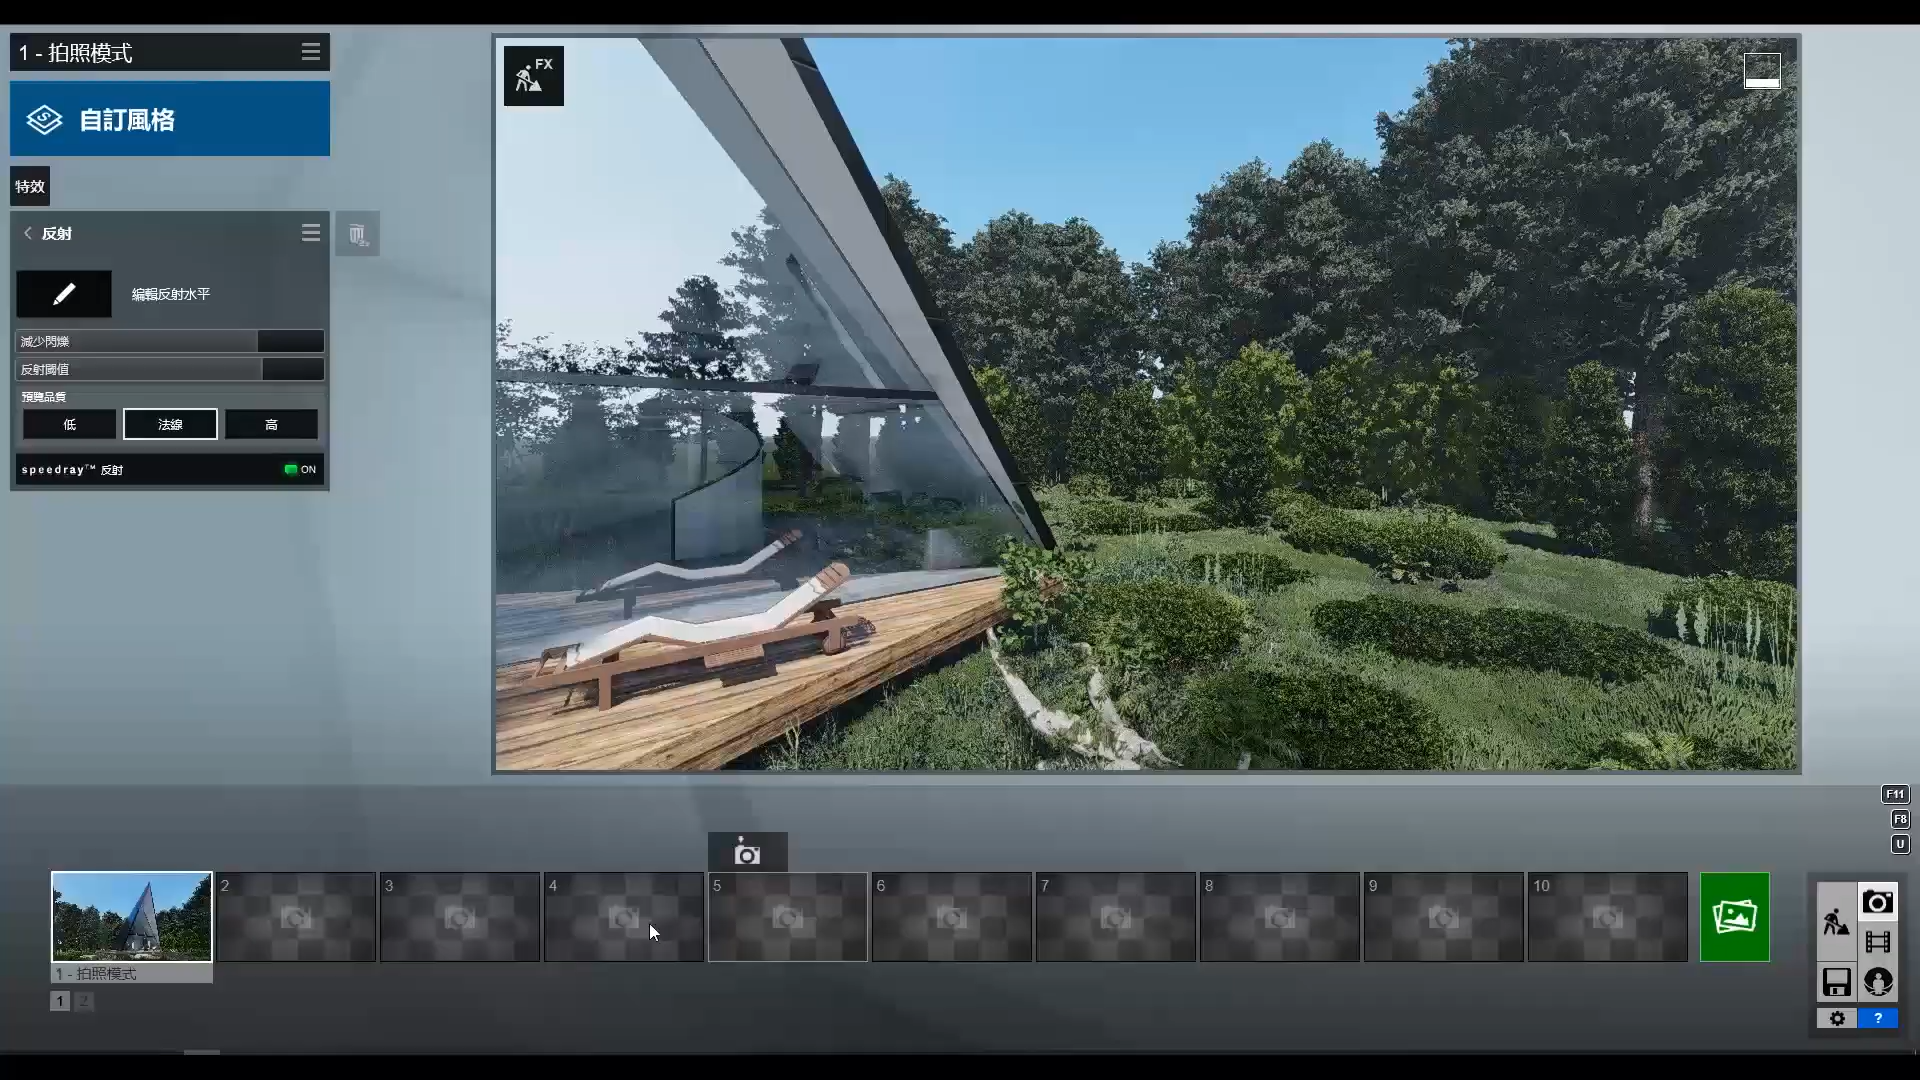 1 - 拍照模式
自訂風格
特效
FX
反射
編輯反射水平
減少閃爍
反射閾值
預覽品質
低
法線
高
speedray™ 反射
ON
F11
F8
U
2
3
4
5
6
7
8
9
10
1 - 拍照模式
1
2
?